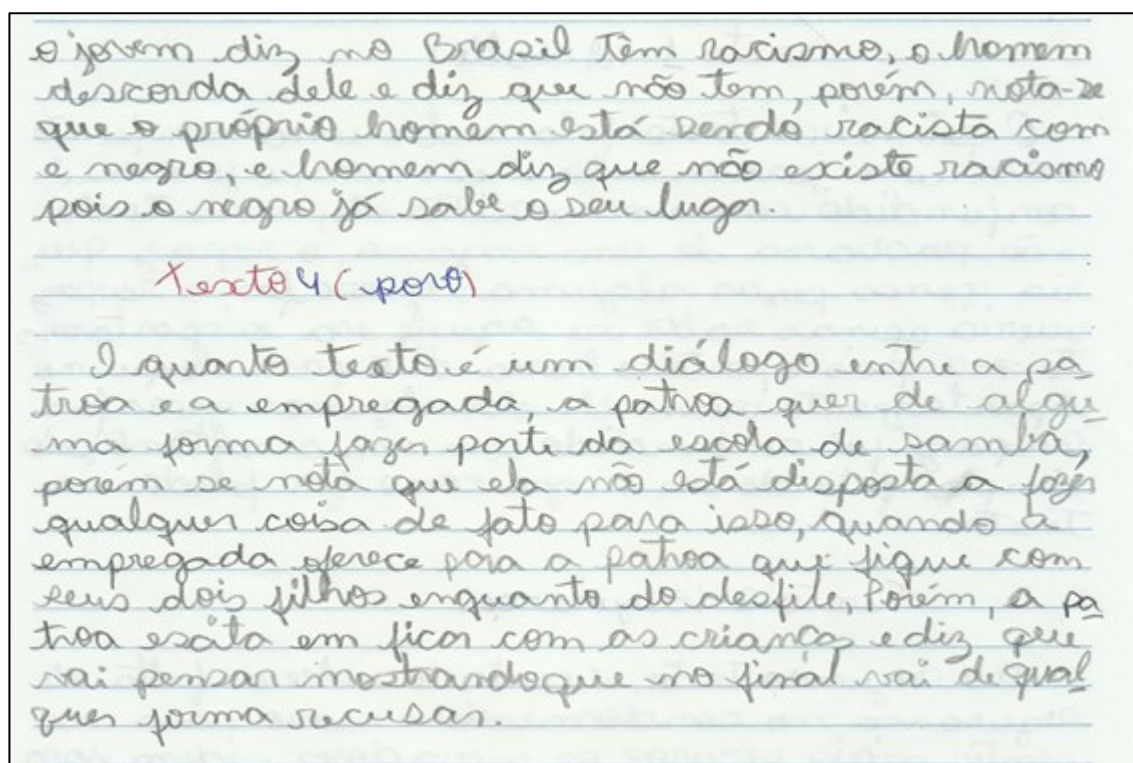 o jovem diz no Brasil têm racismo, o homem
descorda dele e diz que não tem, porém, nota-se
que o próprio homem está sendo racista com
o negro, o homem diz que não existe racismo
pois o negro já sabe o seu lugar.
Texto 4 (povo)
O quanto texto é um diálogo entre a pa
troa e a empregada, a patroa quer de algu
ma forma fazer parte da escola de samba,
porém se nota que ela não está disposta a fazer
qualquer coisa de fato para isso, quando a
empregada oferece para a patroa que fique com
seus dois filhos enquanto do desfile, Porém, a pa
troa esáta em ficar com as crianças e diz que
vai pensar mostrando que no final vai de qual
quer forma recusar.